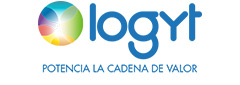 logyt
POTENCIA LA CADENA DE VALOR